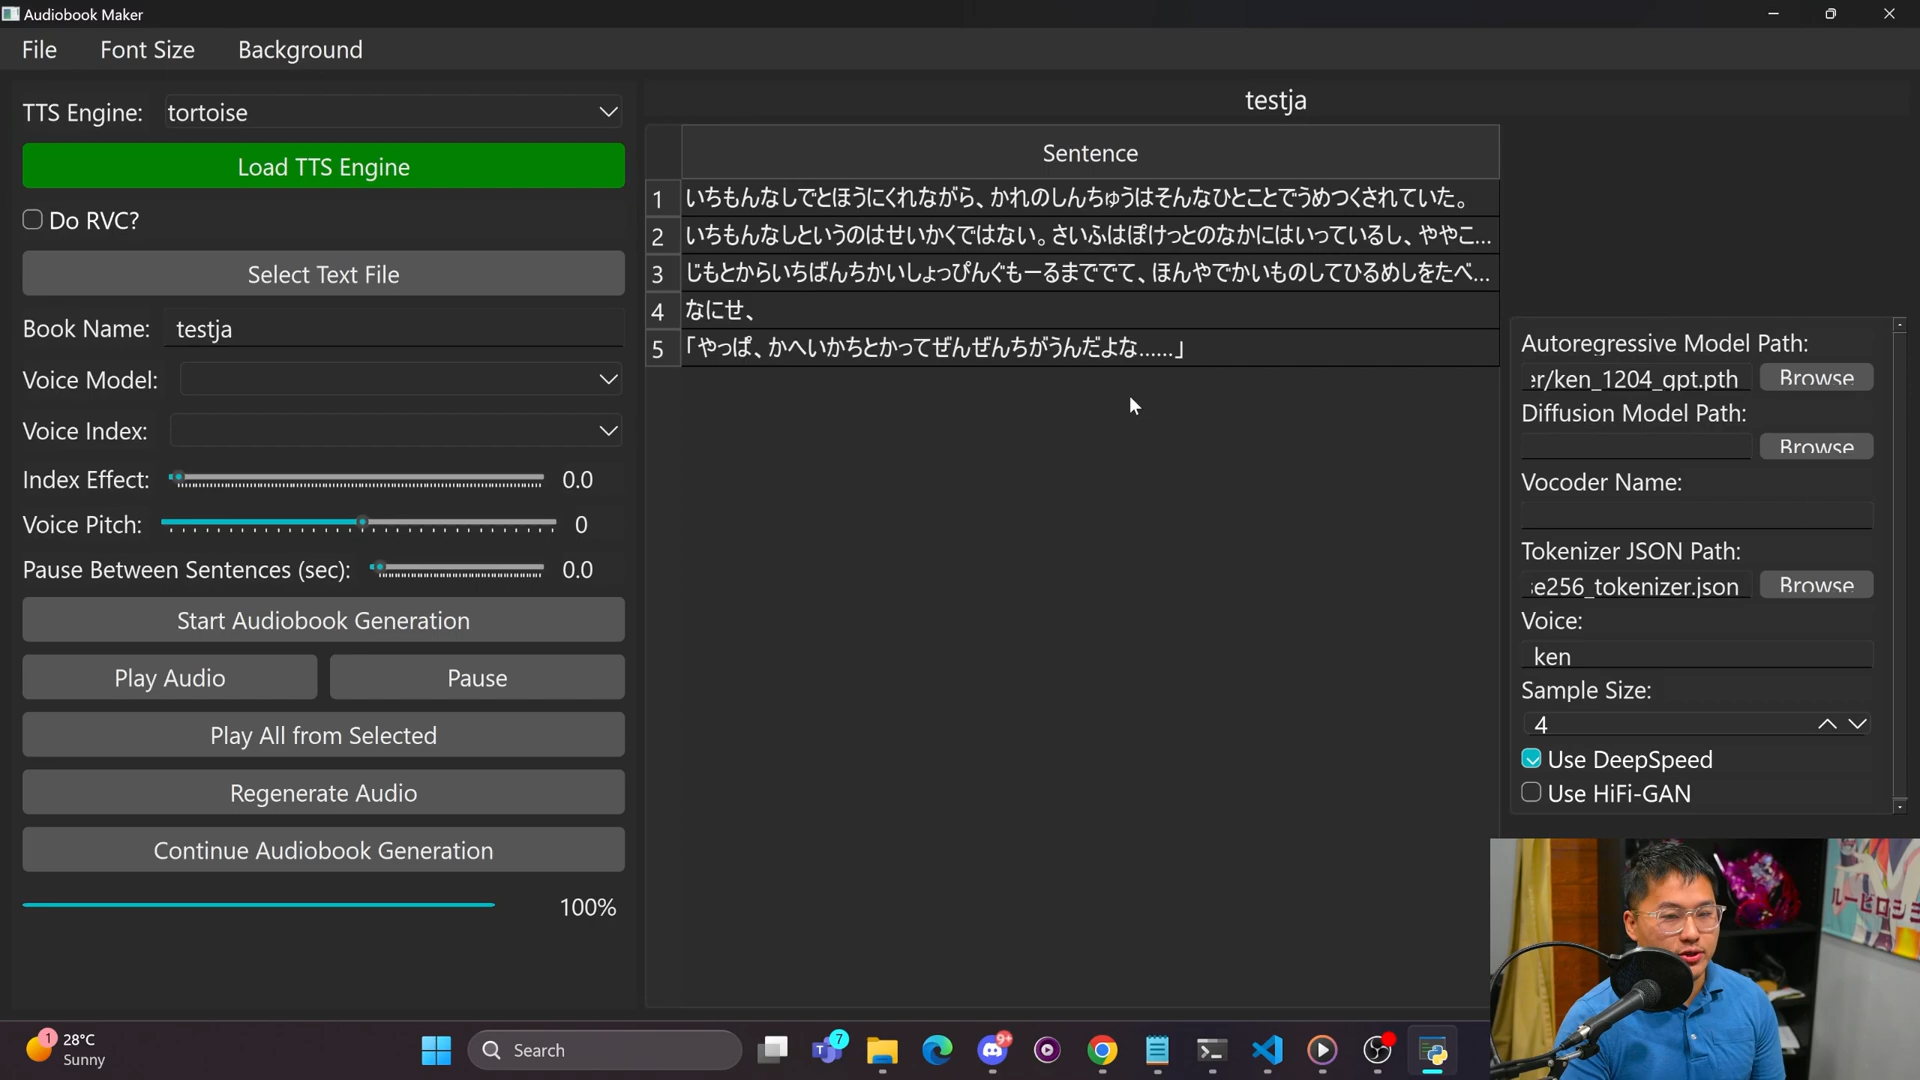 Audiobook Maker
File Font Size Background
TTS Engine: tortoise
Load TTS Engine
Do RVC?
Select Text File
Book Name: testja
Voice Model:
Voice Index:
Index Effect: 0.0
Voice Pitch: 0
Pause Between Sentences (sec): 0.0
Start Audiobook Generation
Play Audio Pause
Play All from Selected
Regenerate Audio
Continue Audiobook Generation
100%
testja
Sentence
1 いちもんなしでとほうにくれながら、かれのしんちゅうはそんなひとことでうめつくされていた。
2 いちもんなしというのはせいかくではない。さいふはぽけっとのなかにはいっているし、ややこ...
3 じもとからいちばんちかいしょっぴんぐもーるまででて、ほんやでかいものしてひるめしをたべ...
4 なにせ、
5 「やっぱ、かへいかちとかってぜんぜんちがうんだよな……」
Autoregressive Model Path:
er/ken_1204_gpt.pth Browse
Diffusion Model Path:
Browse
Vocoder Name:
Tokenizer JSON Path:
se256_tokenizer.json Browse
Voice:
ken
Sample Size:
4
Use DeepSpeed
Use HiFi-GAN
1 28°C
Sunny
Search
7
9+